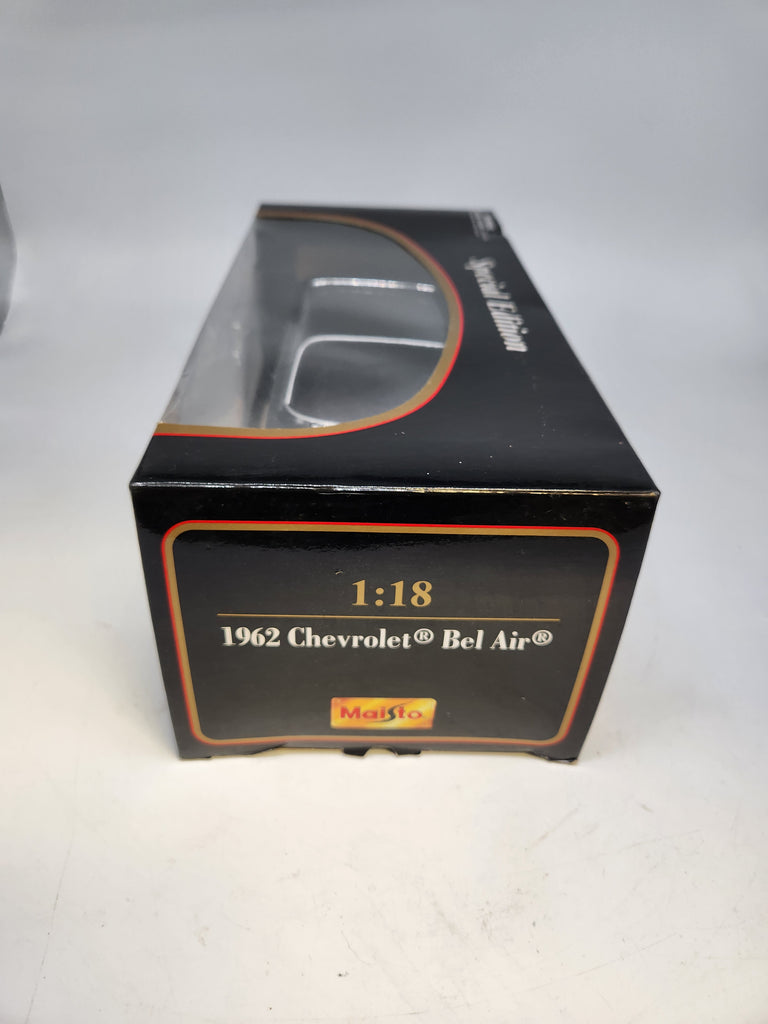 Special Edition
1:18
1962 Chevrolet® Bel Air®
Maisto